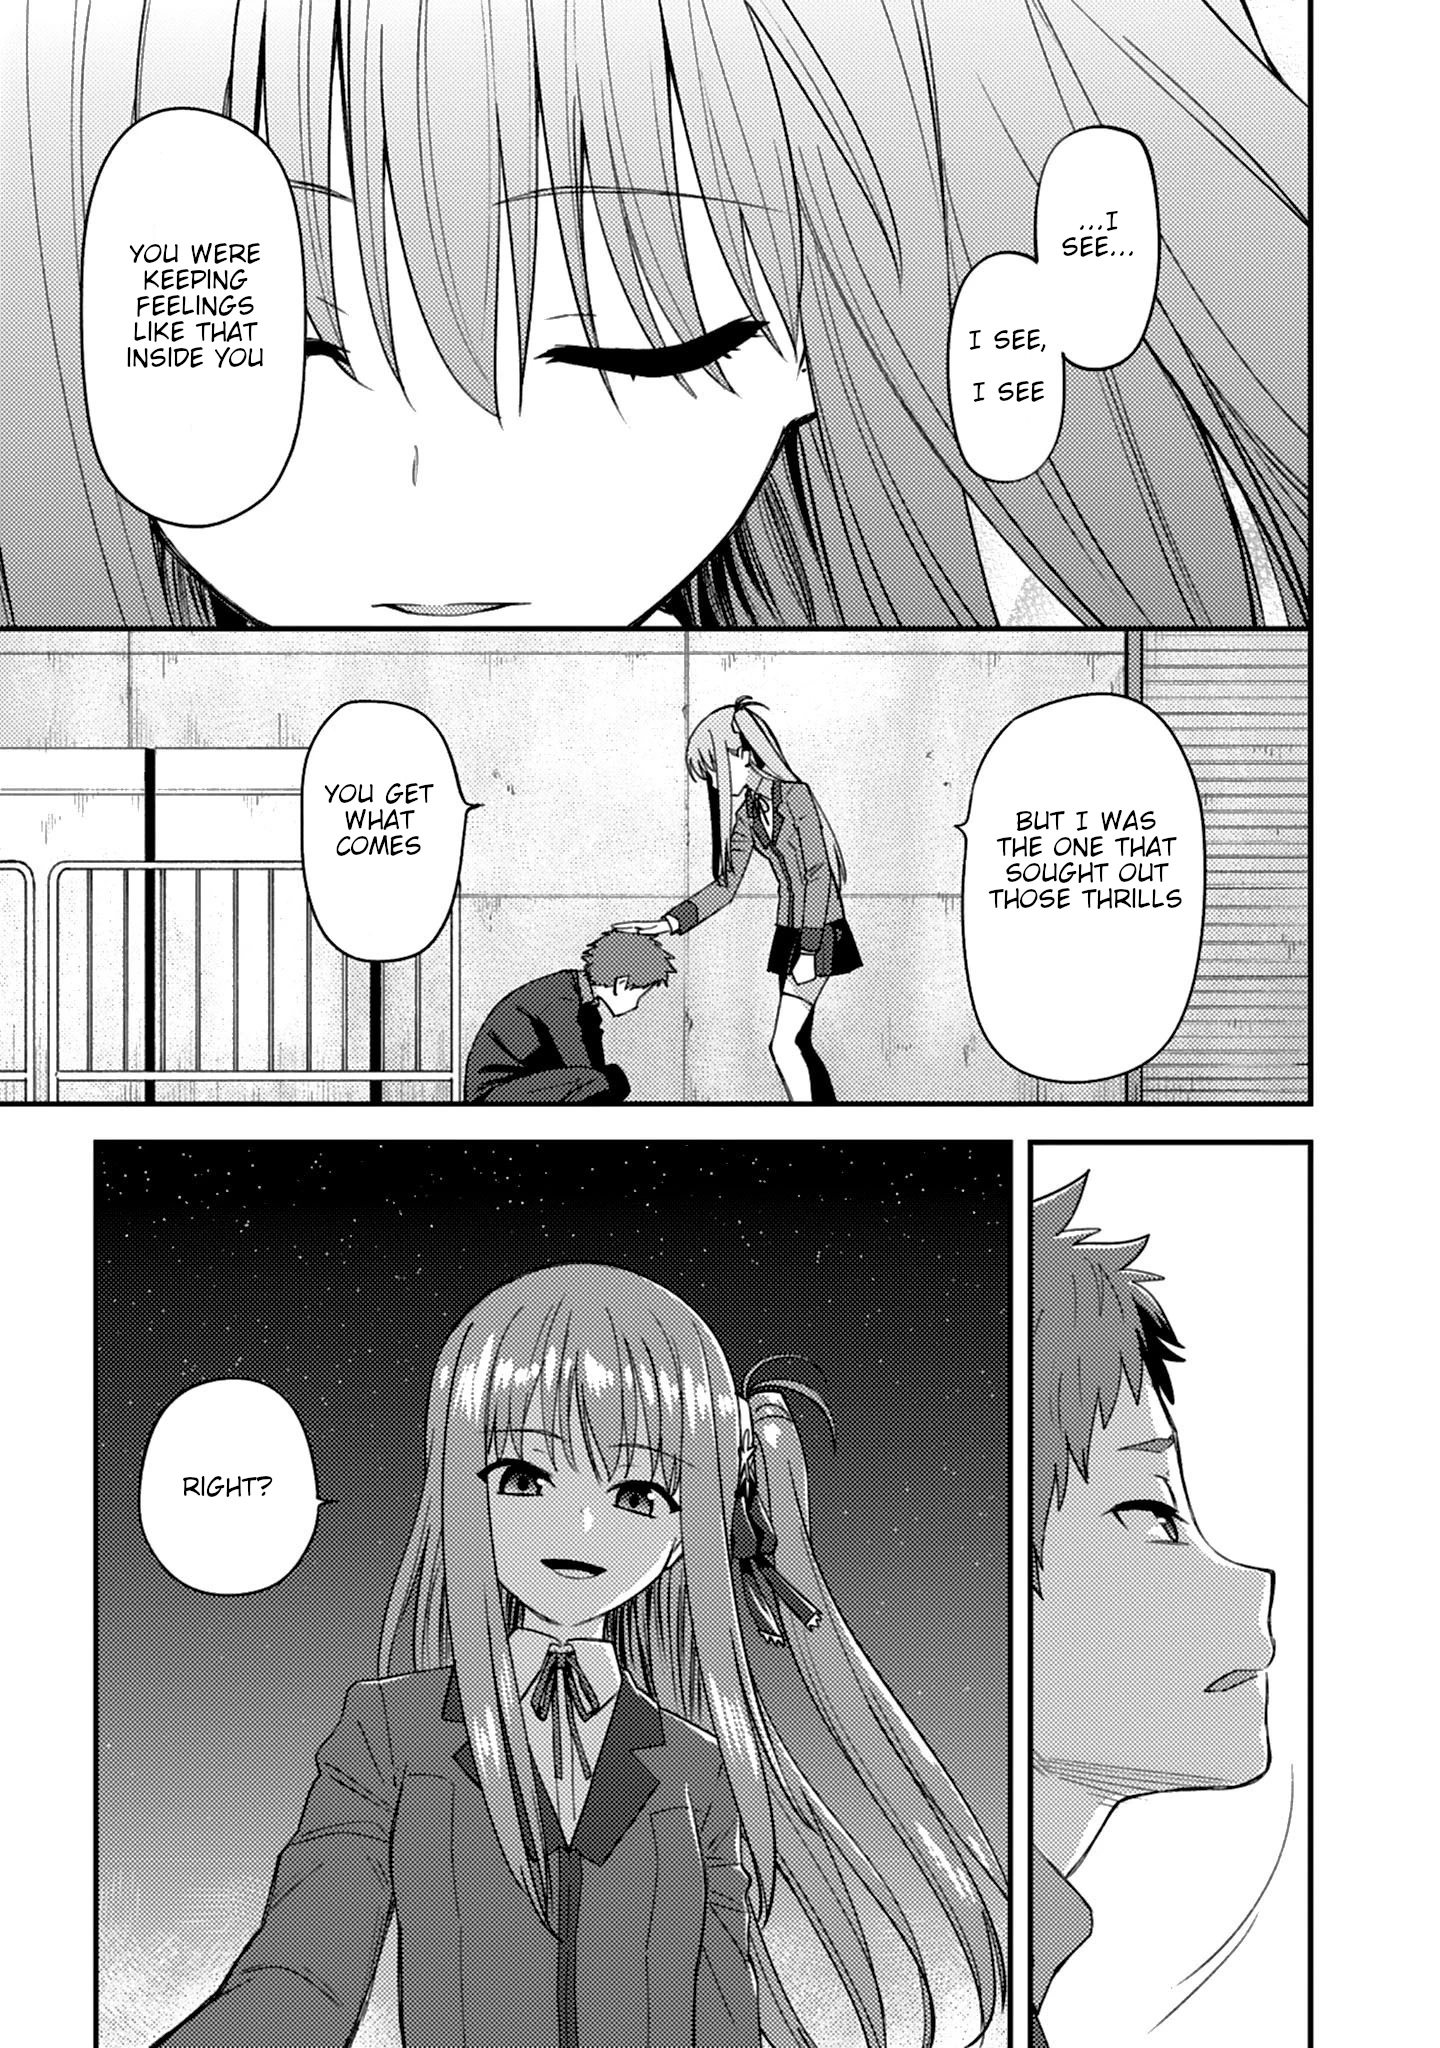 ...I
SEE...
I SEE,
I SEE
YOU WERE
KEEPING
FEELINGS
LIKE THAT
INSIDE YOU
BUT I WAS
THE ONE THAT
SOUGHT OUT
THOSE THRILLS
YOU GET
WHAT
COMES
RIGHT?